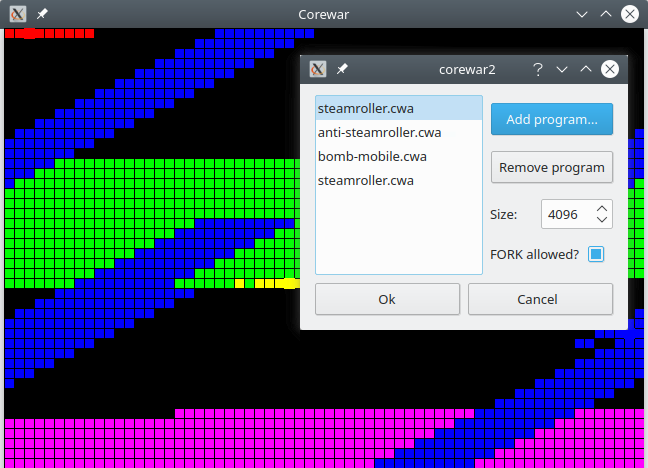 Corewar
corewar2
steamroller.cwa
anti-steamroller.cwa
bomb-mobile.cwa
steamroller.cwa
Add program...
Remove program
Size: 4096
FORK allowed?
Ok
Cancel